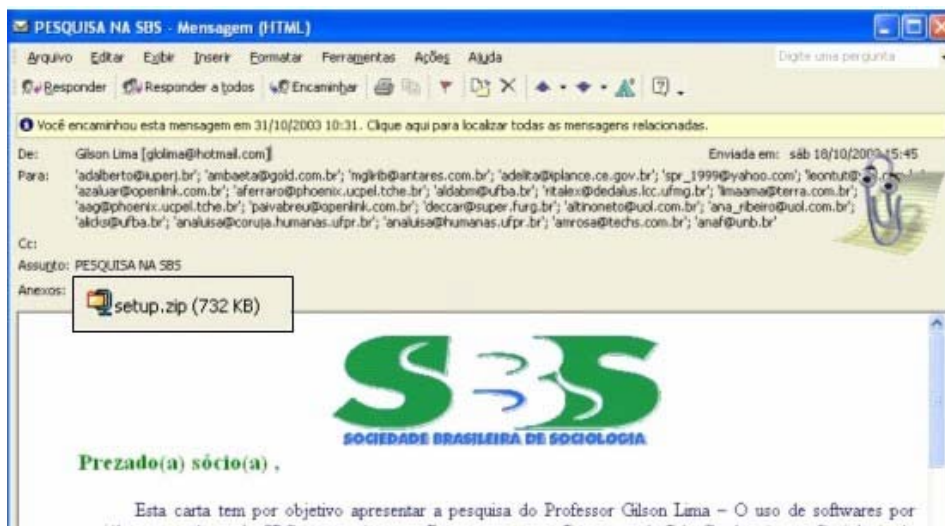 PESQUISA NA SBS - Mensagem (HTML)
Arquivo Editar Exibir Inserir Formatar Ferramentas Ações Ajuda Digite uma pergunta
Responder Responder a todos Encaminhar
Você encaminhou esta mensagem em 31/10/2003 10:31. Clique aqui para localizar todas as mensagens relacionadas.
De: Gilson Lima [glolima@hotmail.com] Enviada em: sáb 18/10/2003 15:45
Para: 'adalberto@iuperj.br'; 'ambaeta@gold.com.br'; 'mglirib@antares.com.br'; 'adelita@iplance.ce.gov.br'; 'spr_1999@yahoo.com';
'azaluar@openlink.com.br'; 'aferraro@phoenix.ucpel.tche.br'; 'aldabm@ufba.br'; 'ritalex@dedalus.lcc.ufmg.br'; 'lmaama@terra.com.br';
'aag@phoenix.ucpel.tche.br'; 'paivabreu@openlink.com.br'; 'deccar@super.furg.br'; 'altinoneto@uol.com.br'; 'ana_ribeiro@uol.com.br';
'alicks@ufba.br'; 'analuisa@coruja.humanas.ufpr.br'; 'analuisa@humanas.ufpr.br'; 'amrosa@techs.com.br'; 'anaf@unb.br'
Cc:
Assunto: PESQUISA NA SBS
Anexos: setup.zip (732 KB)
SBS
SOCIEDADE BRASILEIRA DE SOCIOLOGIA
Prezado(a) sócio(a) ,
Esta carta tem por objetivo apresentar a pesquisa do Professor Gilson Lima – O uso de softwares por